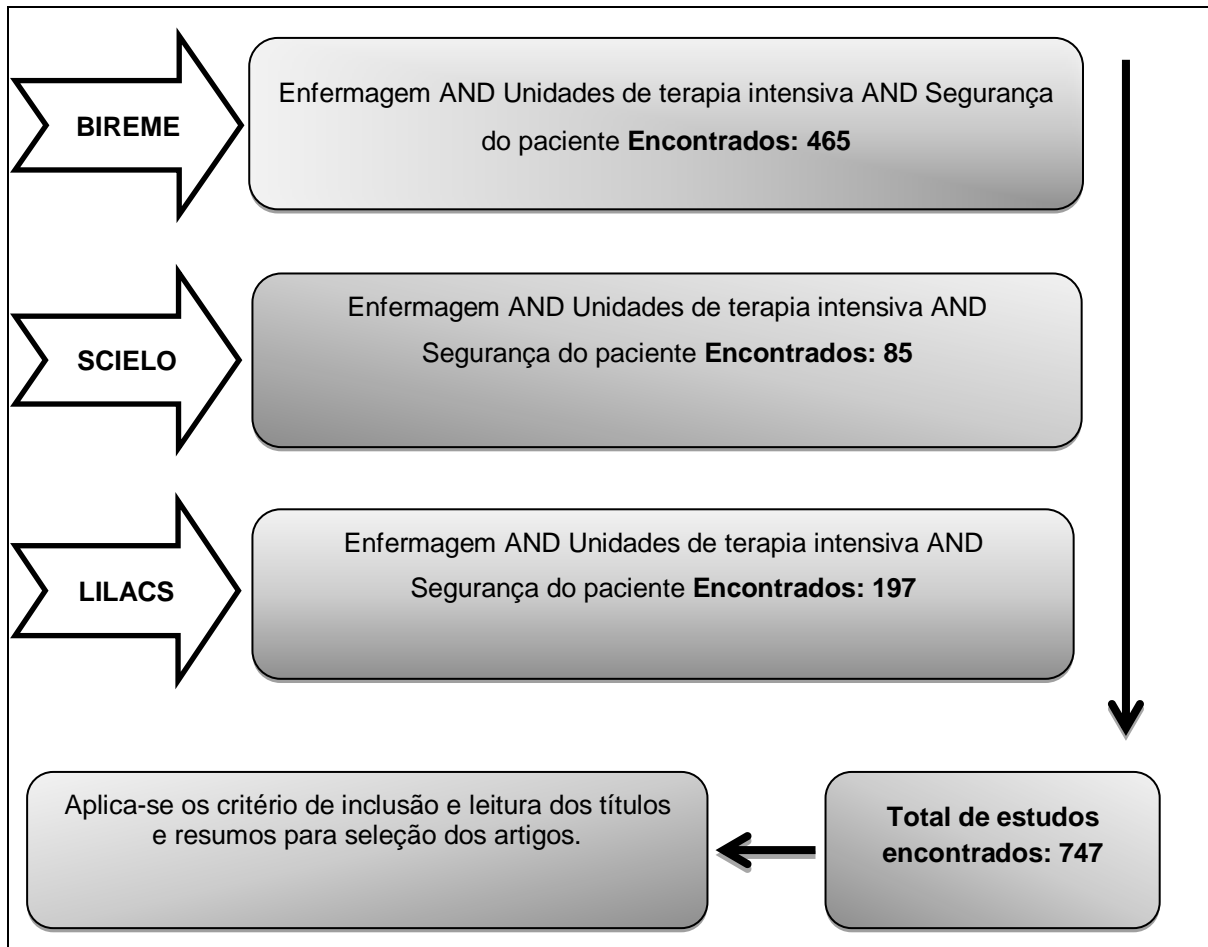 BIREME
Enfermagem AND Unidades de terapia intensiva AND Segurança
do paciente Encontrados: 465
SCIELO
Enfermagem AND Unidades de terapia intensiva AND
Segurança do paciente Encontrados: 85
LILACS
Enfermagem AND Unidades de terapia intensiva AND
Segurança do paciente Encontrados: 197
Aplica-se os critério de inclusão e leitura dos títulos
e resumos para seleção dos artigos.
Total de estudos
encontrados: 747